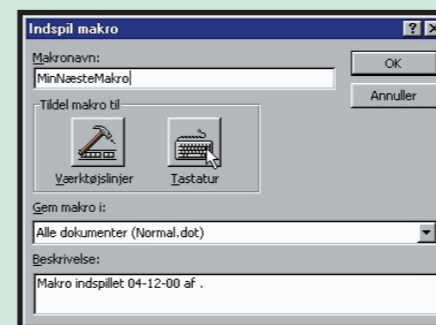 Indspil makro
Makronavn:
OK
MinNæsteMakro
Annuller
Tildel makro til
Værktøjslinjer
Tastatur
Gem makro i:
Alle dokumenter (Normal.dot)
Beskrivelse:
Makro indspillet 04-12-00 af .